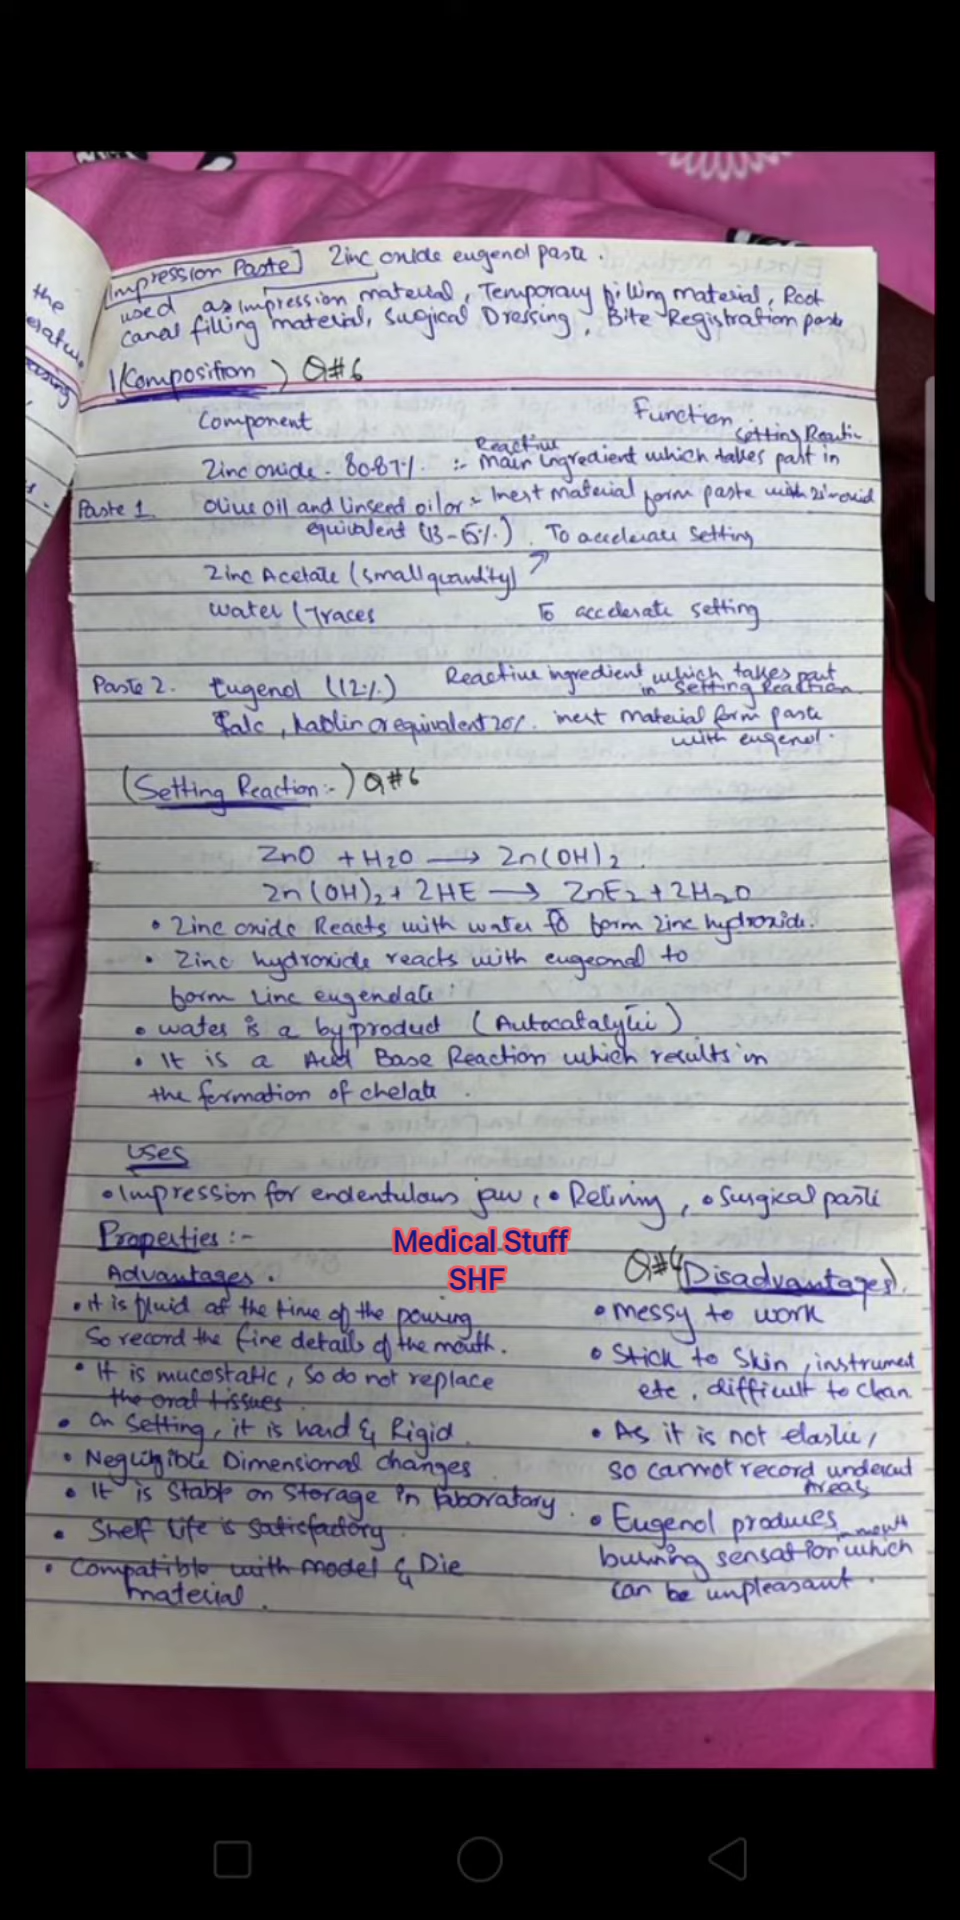 the
[Impression Paste] Zinc oxide eugenol paste.
used as impression material, Temporary filling material, Root
canal filling material, Surgical Dressing, Bite Registration paste
(Composition) Q#6
Component Function
Zinc oxide. 80-87%. :- Reactive Main ingredient which takes part in Setting Reactio
Paste 1 Olive oil and Linseed oil or = Inert material form paste with zinc oxid
equivalent (13-15%). To accelerate setting
Zinc Acetate (small quantity)
water (Traces To accelerate setting
Paste 2. Eugenol (12%) Reactive ingredient which takes part
in Setting Reaction
Talc, kaolin or equivalent 20%. inert material form paste
with eugenol.
(Setting Reaction:-) Q#6
ZnO + H2O → Zn(OH)2
Zn(OH)2 + 2HE → ZnE2 + 2H2O
• Zinc oxide Reacts with water to form zinc hydroxide.
• Zinc hydroxide reacts with eugeonal to
form zinc eugendate.
• water is a by product (Autocatalytic)
• It is a Acid Base Reaction which results in
the formation of chelate.
Uses
• Impression for endentulous jaw, • Relining, • Surgical paste
Properties :-
Medical Stuff
SHF
Advantages.
• It is fluid at the time of the pouring
So record the fine details of the mouth.
• It is mucostatic, so do not replace
the oral tissues.
• On Setting, it is hard & Rigid
• Negligible Dimensional changes
• It is Stable on Storage in laboratory.
• Shelf life is satisfactory
• Compatible with model & Die
material.
Q#4 (Disadvantages).
• messy to work
• Stick to Skin, instrument
etc, difficult to clean
• As it is not elastic,
so cannot record undercut
Areas
• Eugenol produces
burning sensation which
can be unpleasant.